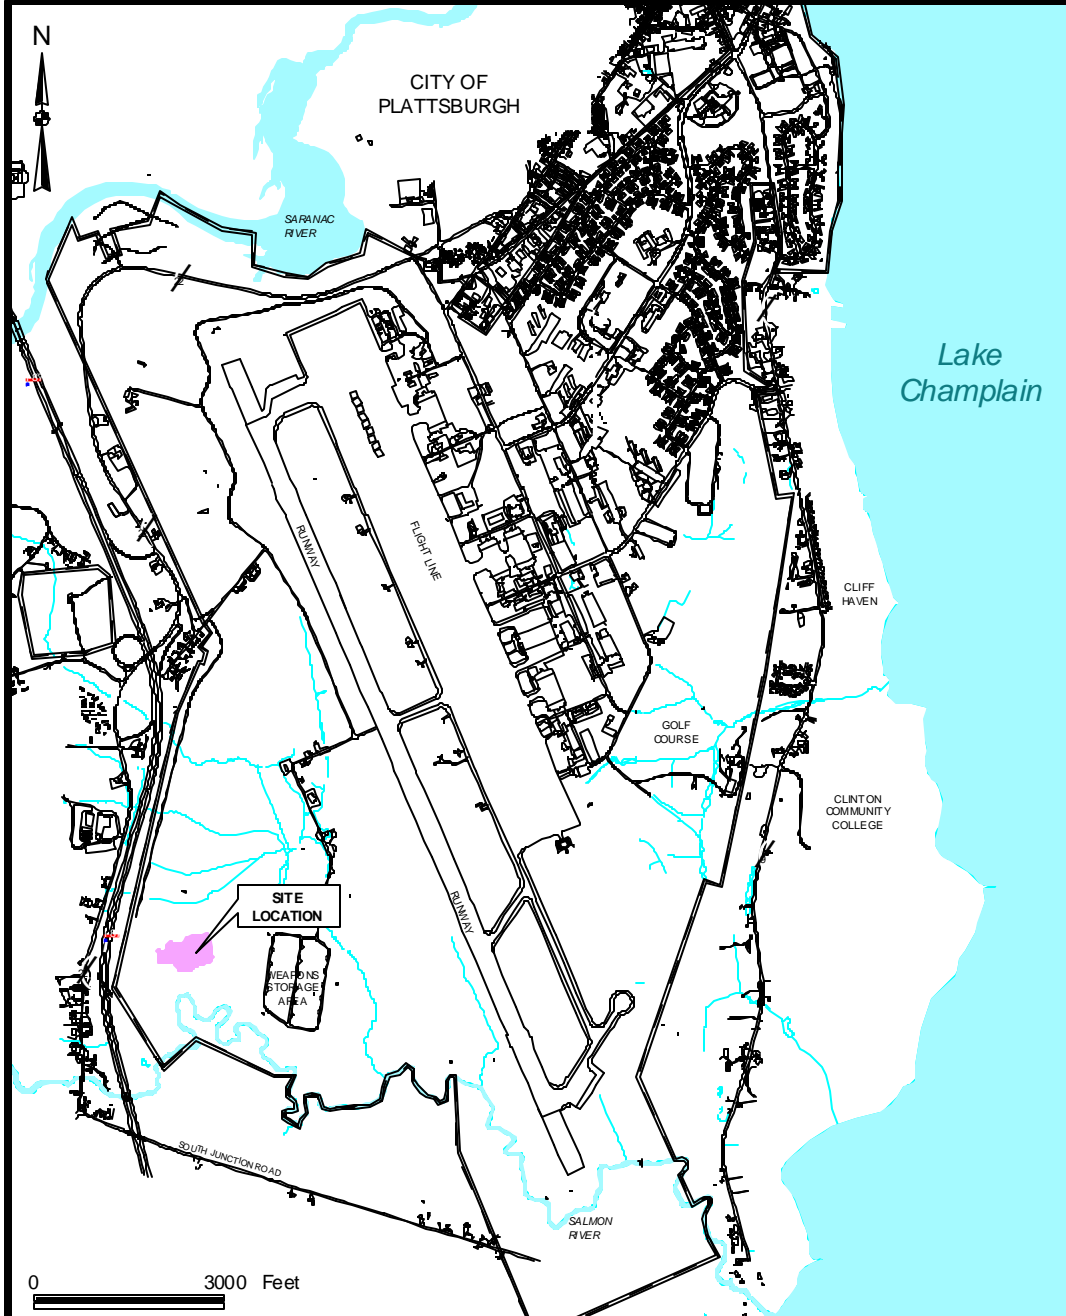 N
CITY OF
PLATTSBURGH
SARANAC
RIVER
Lake
Champlain
RUNWAY
FLIGHT LINE
CLIFF
HAVEN
GOLF
COURSE
CLINTON
COMMUNITY
COLLEGE
SITE
LOCATION
RUNWAY
WEAPONS
STORAGE
AREA
SOUTH JUNCTION ROAD
SALMON
RIVER
0 3000 Feet